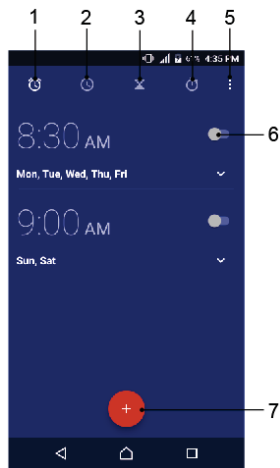 1 2 3 4 5
61% 4:35 PM
8:30 AM
6
Mon, Tue, Wed, Thu, Fri
9:00 AM
Sun, Sat
+
7